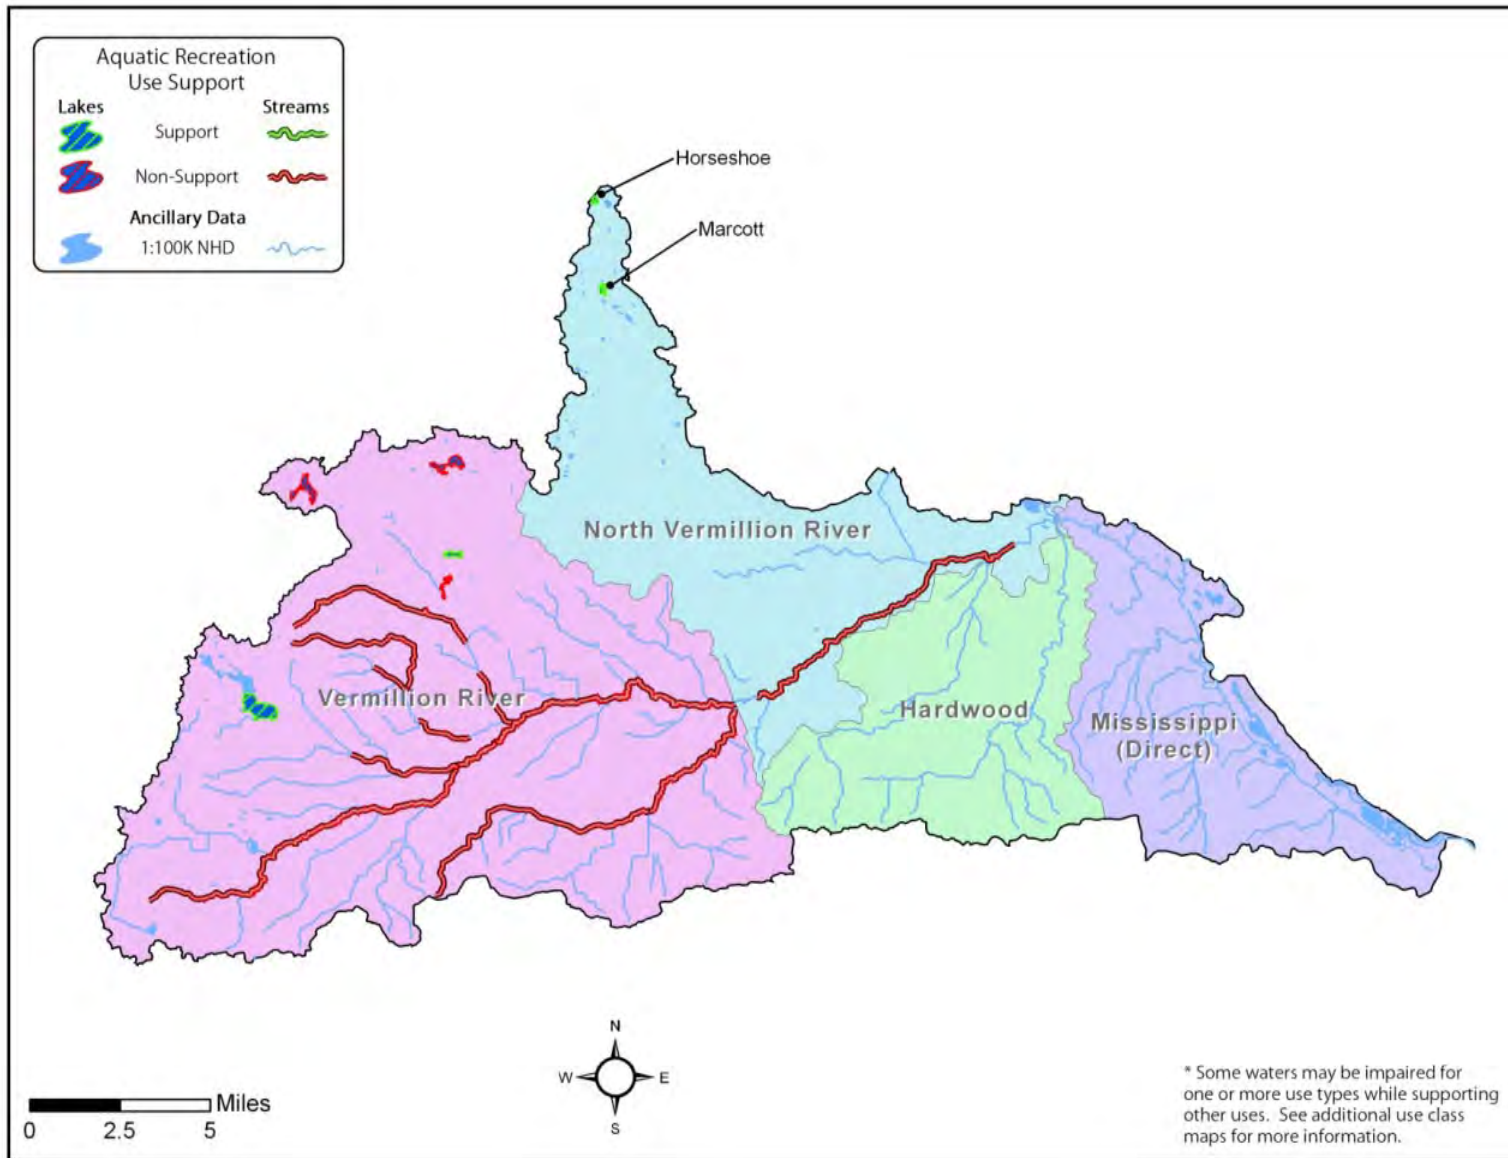 Aquatic Recreation
Use Support
Lakes
Streams
Support
Non-Support
Ancillary Data
1:100K NHD
Horseshoe
Marcott
North Vermillion River
Vermillion River
Hardwood
Mississippi
(Direct)
N
W
E
S
Miles
0
2.5
5
* Some waters may be impaired for
one or more use types while supporting
other uses. See additional use class
maps for more information.